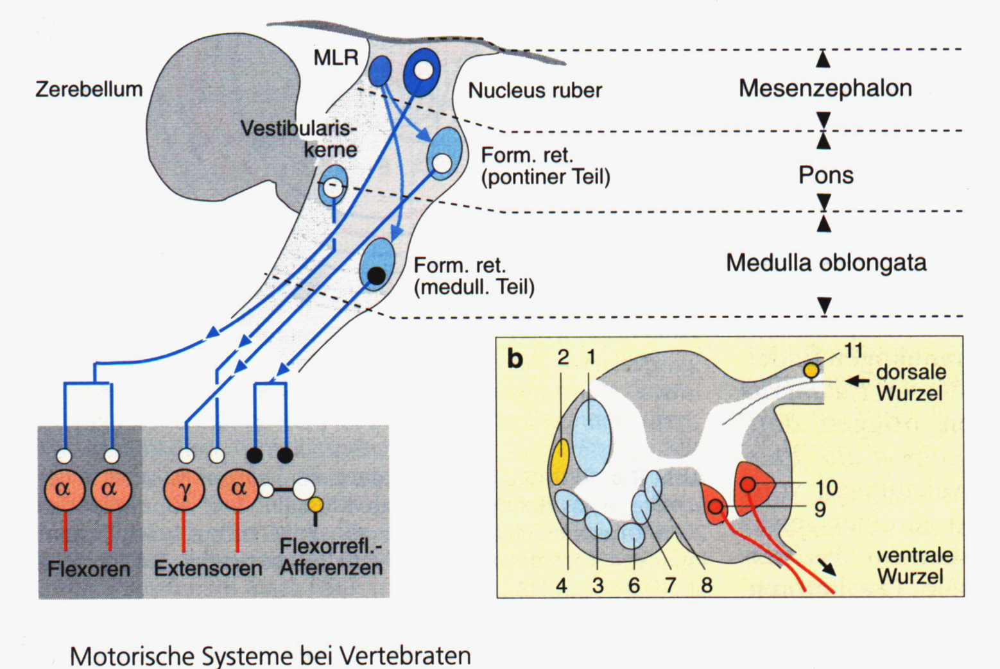 MLR
Zerebellum
Nucleus ruber
Mesenzephalon
Vestibularis-
kerne
Form. ret.
(pontiner Teil)
Pons
Form. ret.
(medull. Teil)
Medulla oblongata
b
2
1
11
dorsale
Wurzel
10
9
ventrale
Wurzel
4
3
6
7
8
α
α
γ
α
Flexoren
Extensoren
Flexorrefl.-
Afferenzen
Motorische Systeme bei Vertebraten